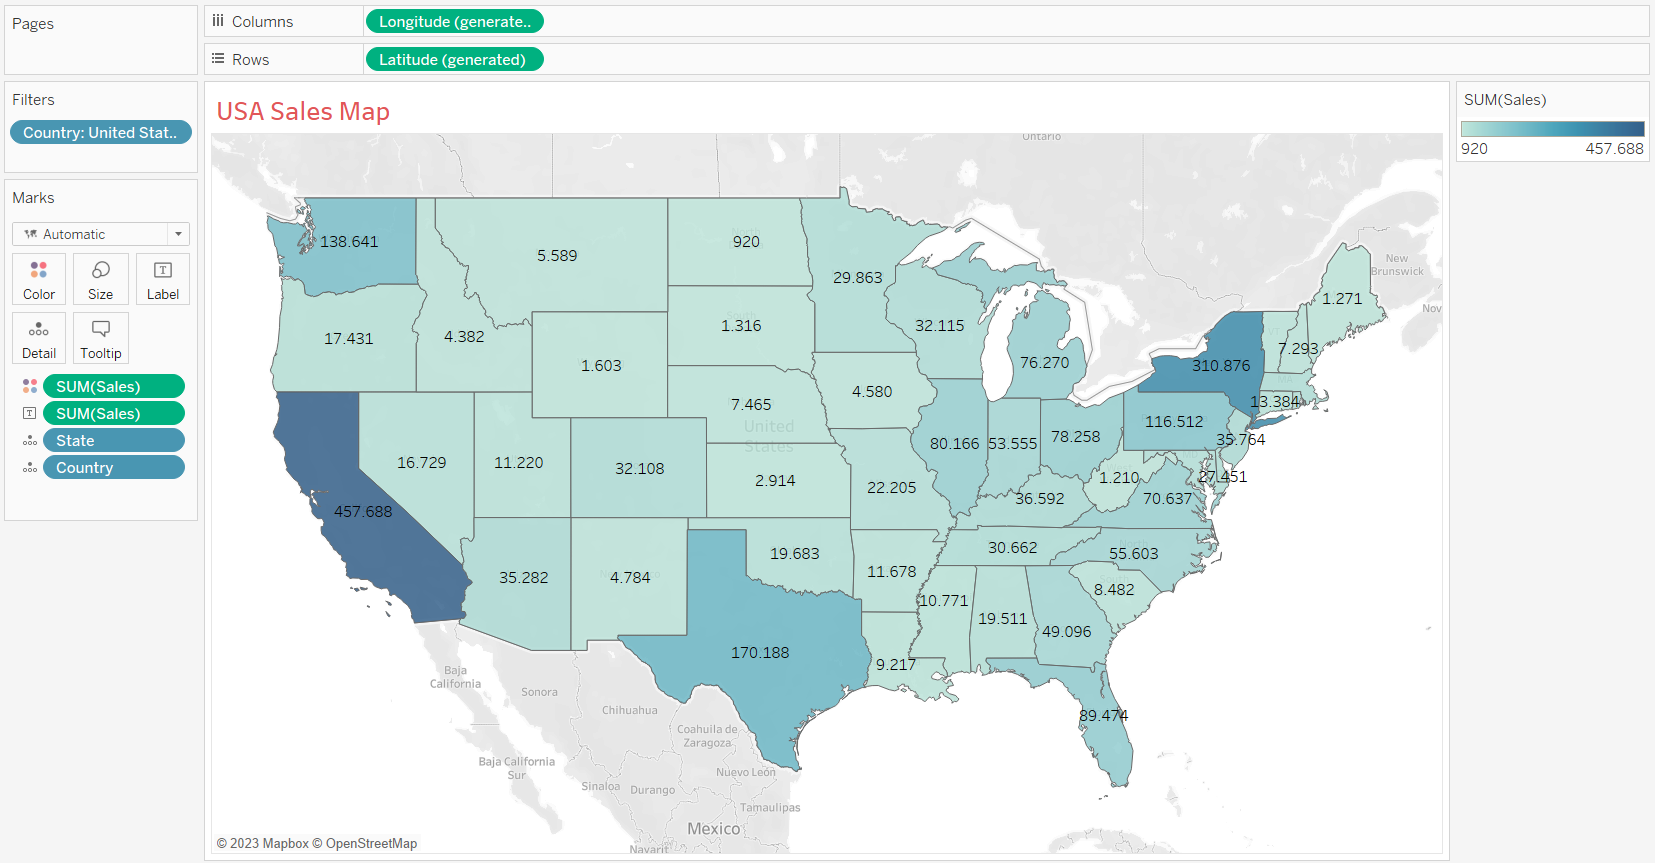 Pages
Columns
Longitude (generate..
Rows
Latitude (generated)
Filters
Country: United Stat..
Marks
Automatic
Color
Size
Label
Detail
Tooltip
SUM(Sales)
SUM(Sales)
State
Country
USA Sales Map
Ontario
138.641
5.589
920
29.863
New
Brunswick
1.271
Nov
17.431
4.382
1.316
32.115
7.293
1.603
76.270
310.876
7.465
4.580
13.384
United
States
80.166
53.555
78.258
116.512
35.764
16.729
11.220
32.108
2.914
22.205
1.210
27.451
36.592
70.637
457.688
19.683
30.662
North
55.603
35.282
4.784
11.678
10.771
19.511
8.482
49.096
170.188
9.217
89.474
Baja
California
Sonora
Chihuahua
Coahuila de
Zaragoza
Baja California
Sur
Nuevo León
Sinaloa
Durango
Tamaulipas
Mexico
Nayarit
© 2023 Mapbox © OpenStreetMap
SUM(Sales)
920
457.688